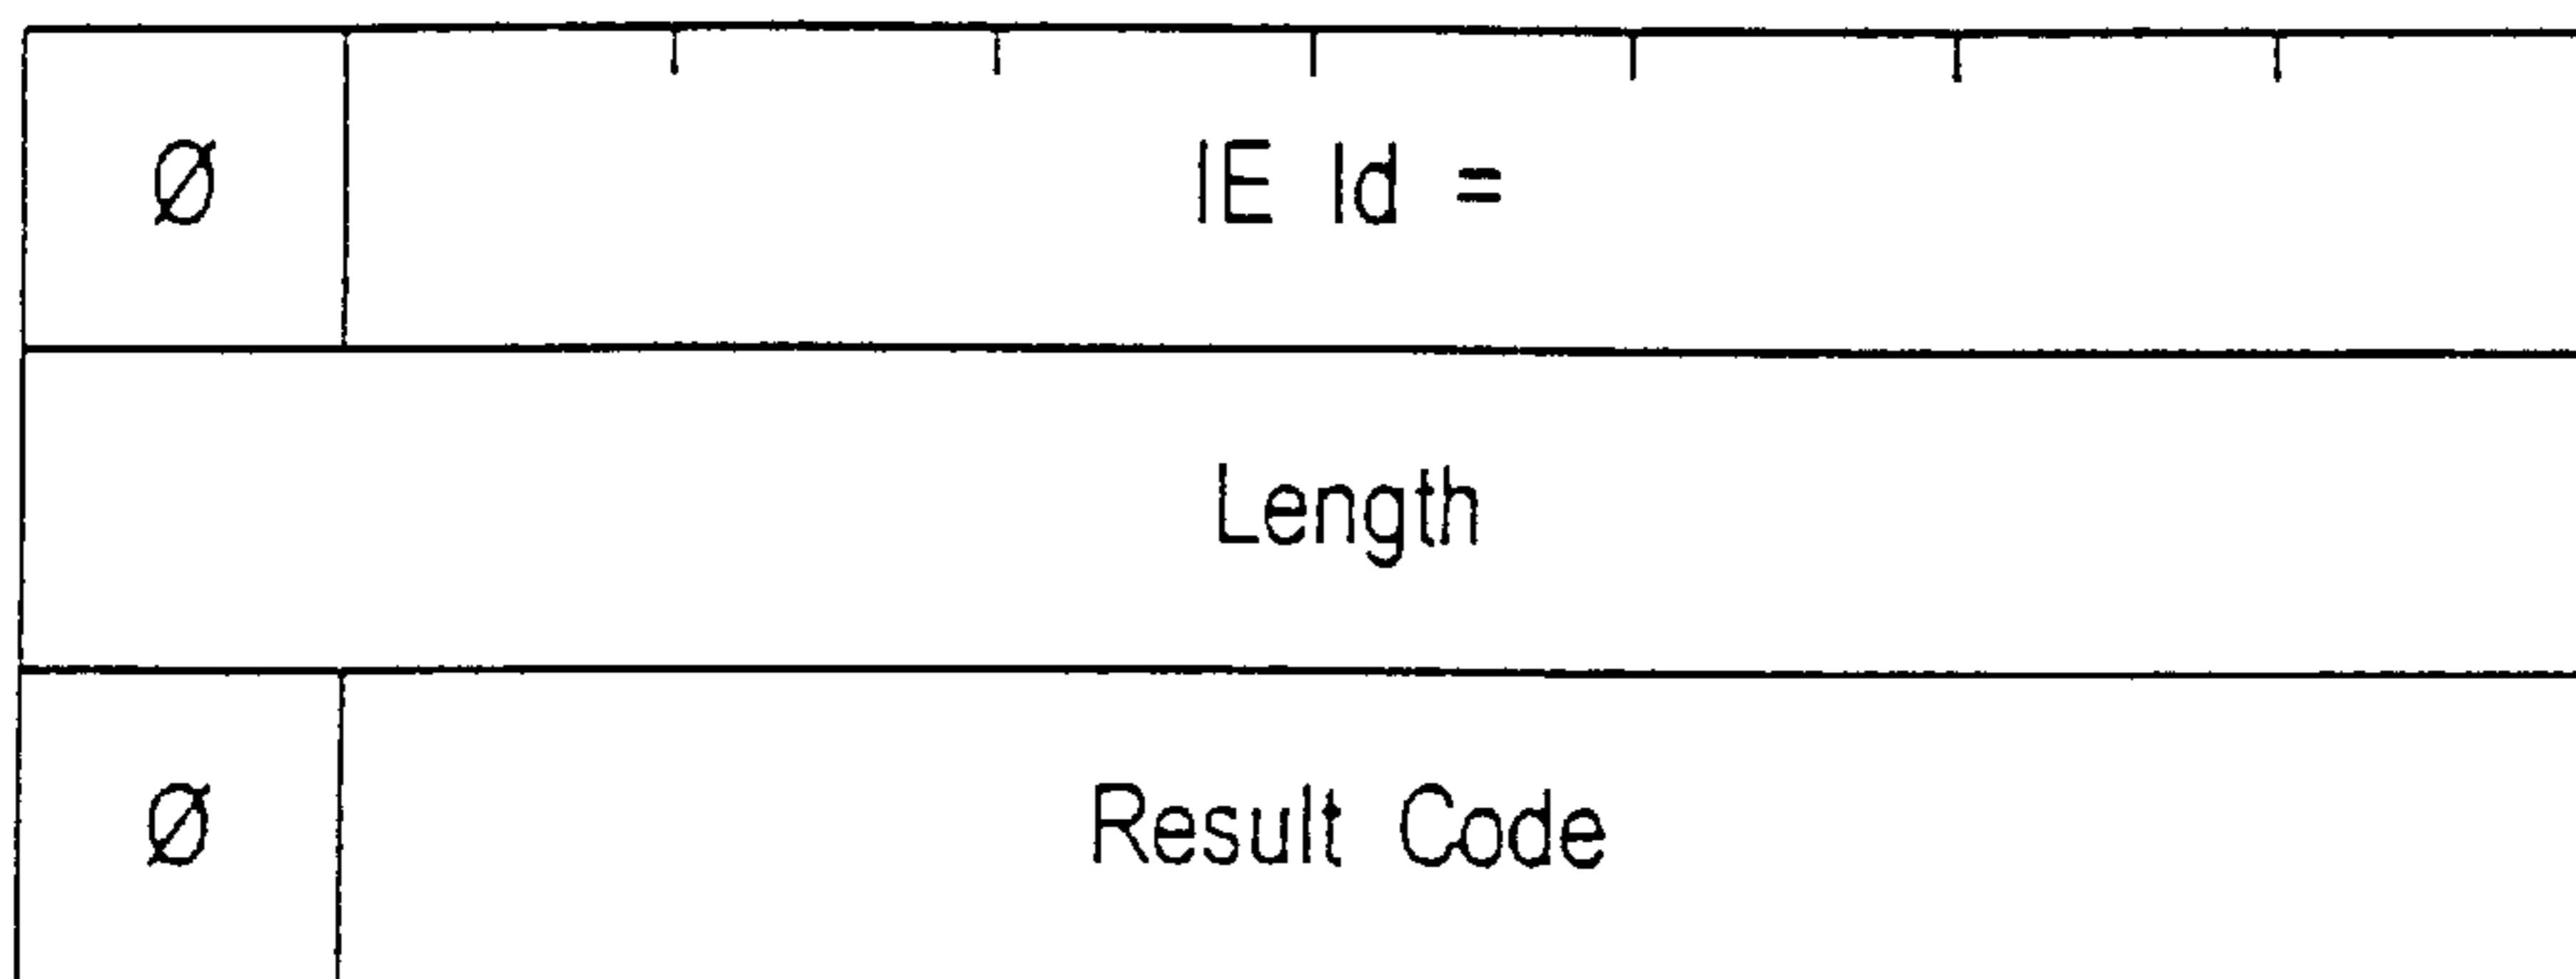 Ø IE Id =
Length
Ø Result Code